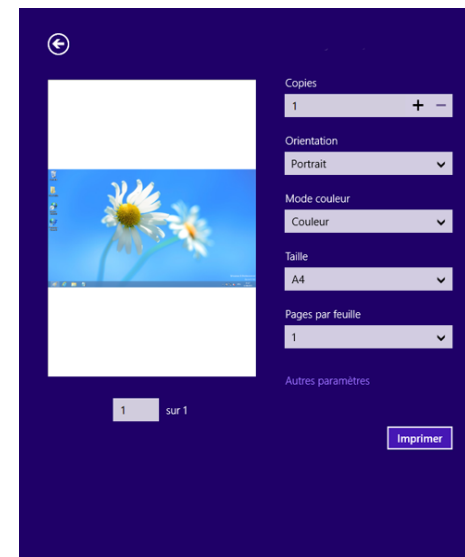 Copies
1
Orientation
Portrait
Mode couleur
Couleur
Taille
A4
Pages par feuille
1
Autres paramètres
1 sur 1
Imprimer